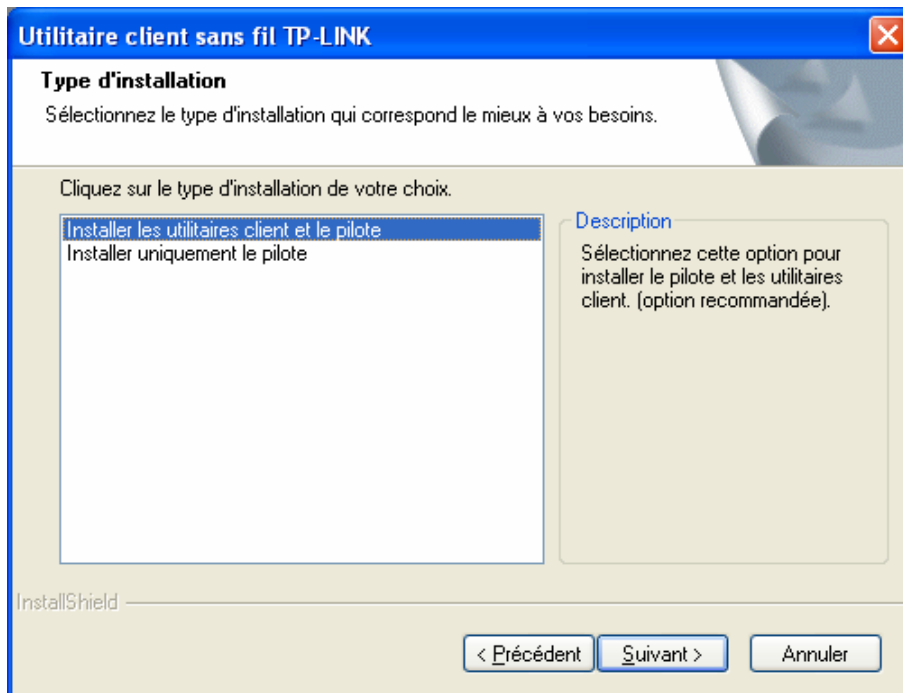 Utilitaire client sans fil TP-LINK
Type d'installation
Sélectionnez le type d'installation qui correspond le mieux à vos besoins.
Cliquez sur le type d'installation de votre choix.
Installer les utilitaires client et le pilote
Installer uniquement le pilote
Description
Sélectionnez cette option pour
installer le pilote et les utilitaires
client. (option recommandée).
InstallShield
< Précédent
Suivant >
Annuler